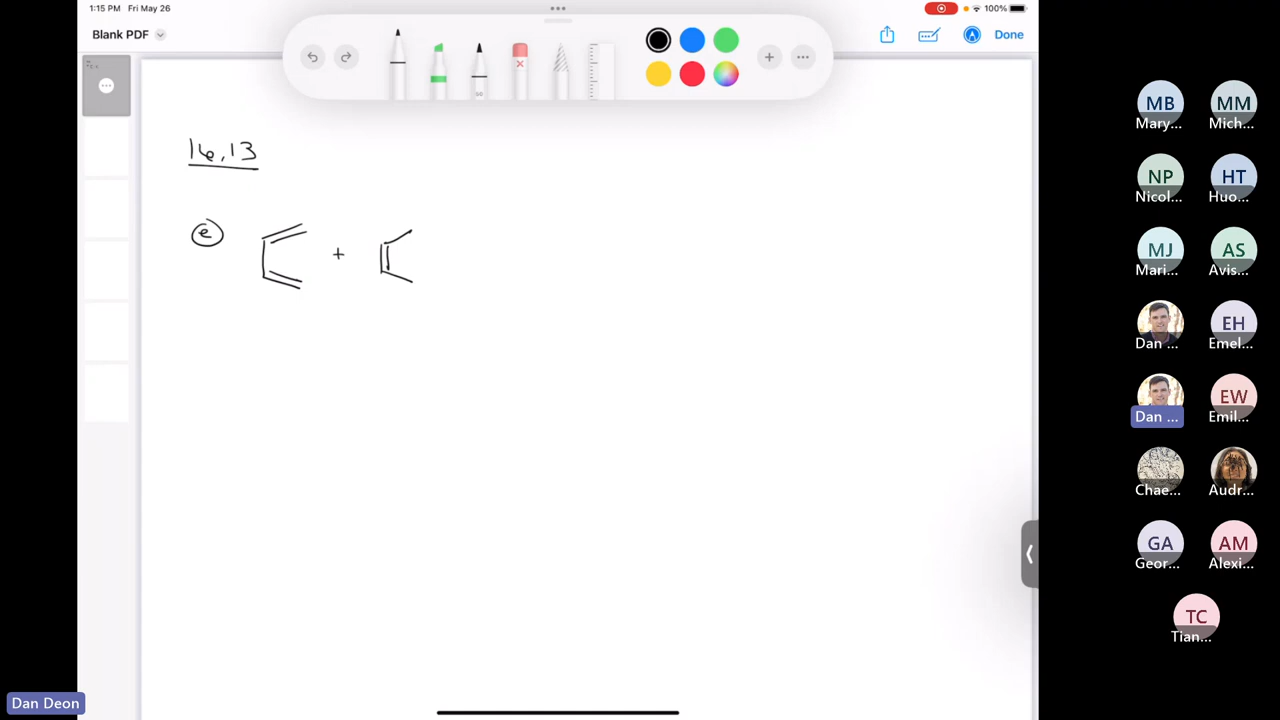 1:15 PM Fri May 26
100%
Blank PDF
Done
16.13
e
+
MB
MM
Mary...
Mich...
NP
HT
Nicol...
Huo...
MJ
AS
Mari...
Avis...
EH
Dan ...
Emel...
EW
Dan ...
Emil...
Chae...
Audr...
GA
AM
Geor...
Alexi...
TC
Tian...
Dan Deon